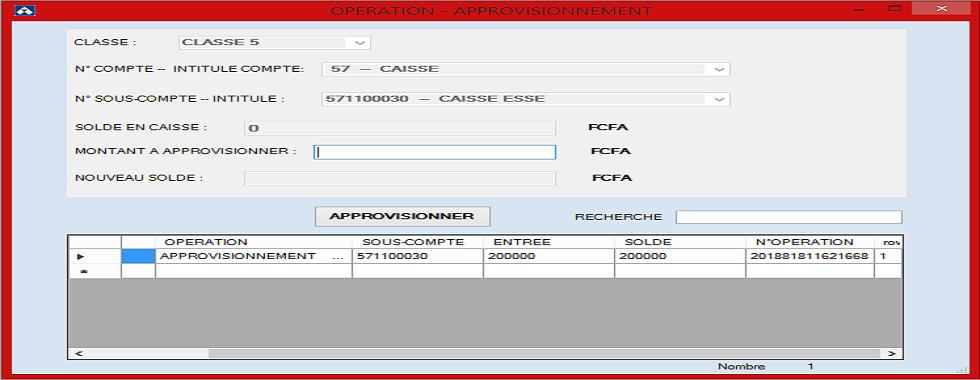 OPERATION - APPROVISIONNEMENT
CLASSE : CLASSE 5
N° COMPTE -- INTITULE COMPTE: 57 -- CAISSE
N° SOUS-COMPTE -- INTITULE : 571100030 -- CAISSE ESSE
SOLDE EN CAISSE : 0 FCFA
MONTANT A APPROVISIONNER : FCFA
NOUVEAU SOLDE : FCFA
APPROVISIONNER RECHERCHE
OPERATION SOUS-COMPTE ENTREE SOLDE N°OPERATION
APPROVISIONNEMENT ... 571100030 200000 200000 201881811621668 1
Nombre 1